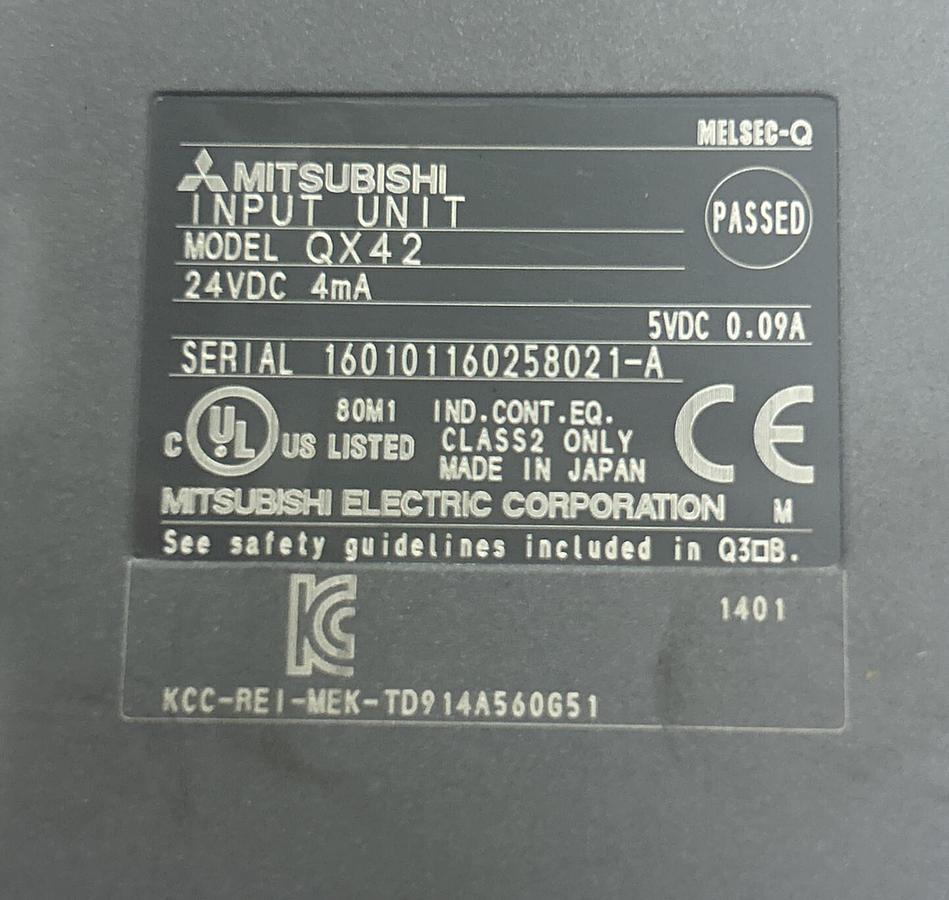 MELSEC-Q
MITSUBISHI
INPUT UNIT
PASSED
MODEL QX42
24VDC 4mA
5VDC 0.09A
SERIAL 160101160258021-A
80M1 IND.CONT.EQ.
C UL US LISTED CLASS2 ONLY
MADE IN JAPAN
CE
MITSUBISHI ELECTRIC CORPORATION M
See safety guidelines included in Q3□B.
KC
1401
KCC-REI-MEK-TD914A560G51